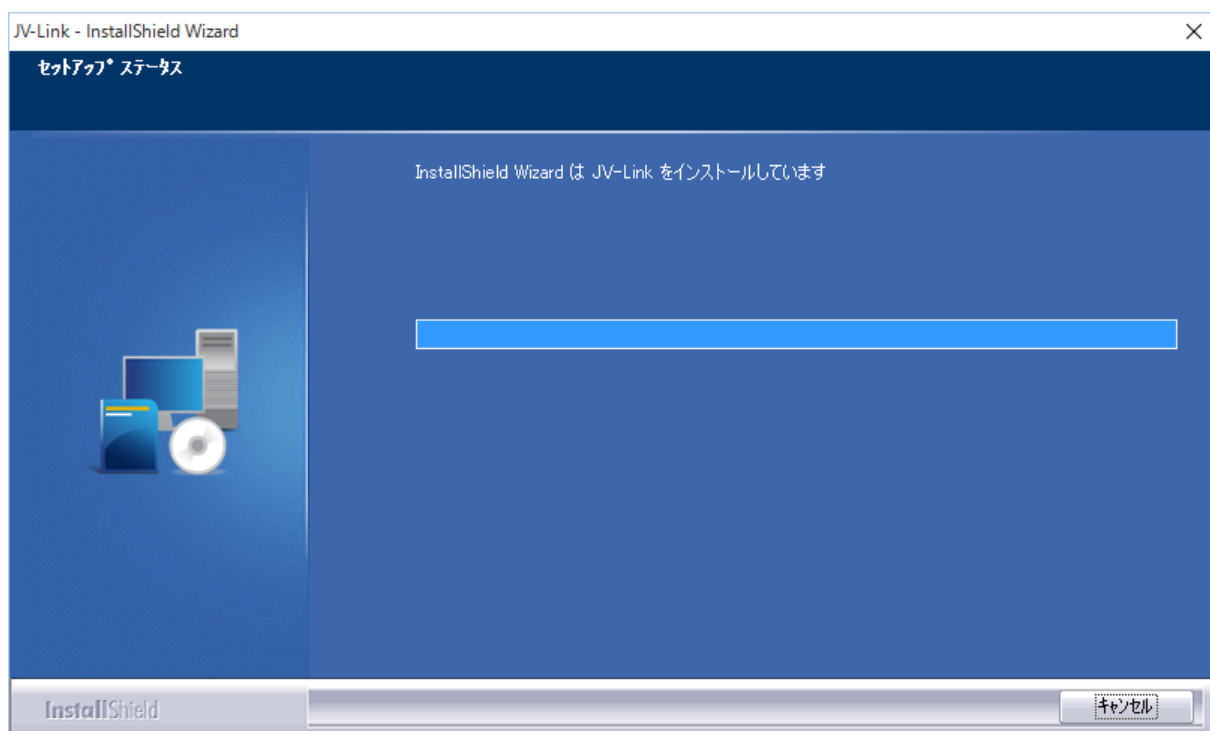 JV-Link - InstallShield Wizard
セットアップ ステータス
InstallShield Wizard は JV-Link をインストールしています
InstallShield
キャンセル